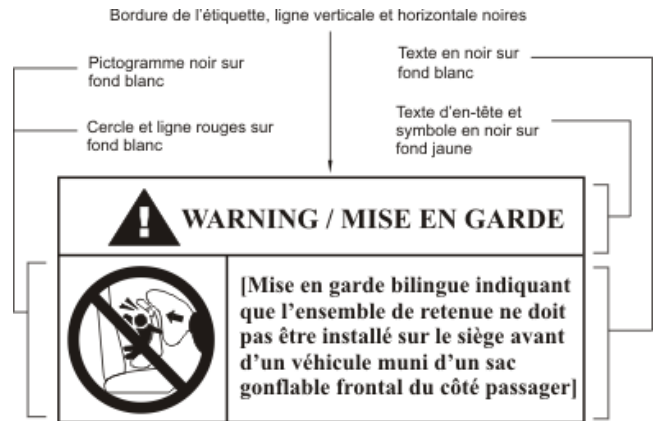 Bordure de l'étiquette, ligne verticale et horizontale noires
Pictogramme noir sur
fond blanc
Cercle et ligne rouges sur
fond blanc
Texte en noir sur
fond blanc
Texte d'en-tête et
symbole en noir sur
fond jaune
WARNING / MISE EN GARDE
[Mise en garde bilingue indiquant
que l'ensemble de retenue ne doit
pas être installé sur le siège avant
d'un véhicule muni d'un sac
gonflable frontal du côté passager]